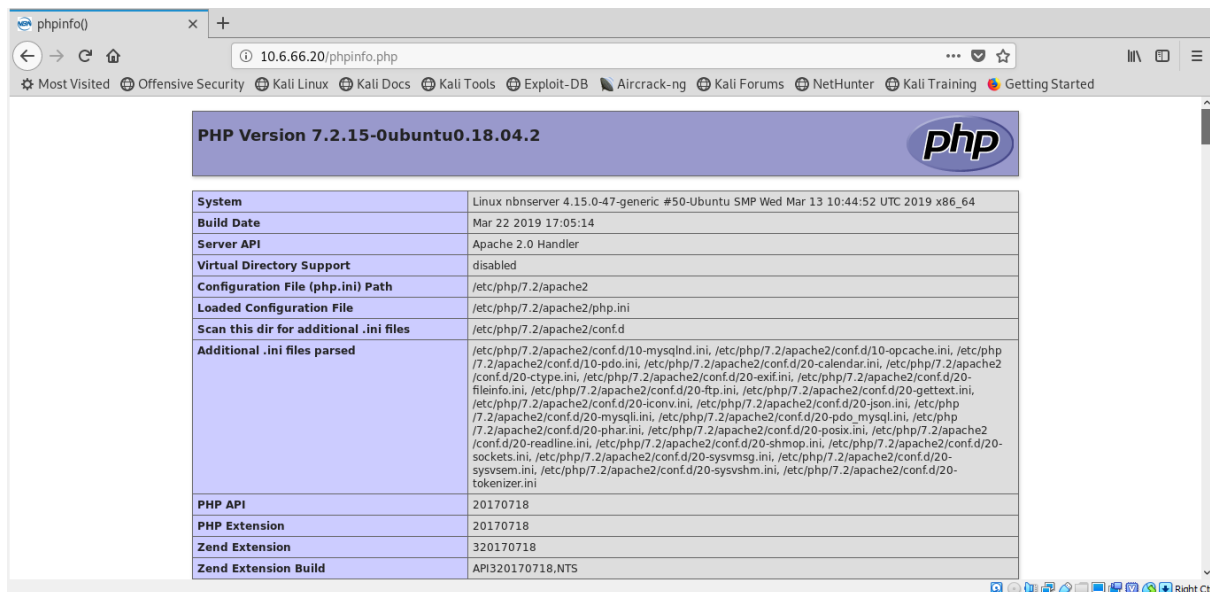 phpinfo()
10.6.66.20/phpinfo.php
Most Visited Offensive Security Kali Linux Kali Docs Kali Tools Exploit-DB Aircrack-ng Kali Forums NetHunter Kali Training Getting Started
PHP Version 7.2.15-0ubuntu0.18.04.2
php
System Linux nbnserver 4.15.0-47-generic #50-Ubuntu SMP Wed Mar 13 10:44:52 UTC 2019 x86_64
Build Date Mar 22 2019 17:05:14
Server API Apache 2.0 Handler
Virtual Directory Support disabled
Configuration File (php.ini) Path /etc/php/7.2/apache2
Loaded Configuration File /etc/php/7.2/apache2/php.ini
Scan this dir for additional .ini files /etc/php/7.2/apache2/conf.d
Additional .ini files parsed /etc/php/7.2/apache2/conf.d/10-mysqlnd.ini, /etc/php/7.2/apache2/conf.d/10-opcache.ini, /etc/php
/7.2/apache2/conf.d/10-pdo.ini, /etc/php/7.2/apache2/conf.d/20-calendar.ini, /etc/php/7.2/apache2
/conf.d/20-ctype.ini, /etc/php/7.2/apache2/conf.d/20-exif.ini, /etc/php/7.2/apache2/conf.d/20-
fileinfo.ini, /etc/php/7.2/apache2/conf.d/20-ftp.ini, /etc/php/7.2/apache2/conf.d/20-gettext.ini,
/etc/php/7.2/apache2/conf.d/20-iconv.ini, /etc/php/7.2/apache2/conf.d/20-json.ini, /etc/php
/7.2/apache2/conf.d/20-mysqli.ini, /etc/php/7.2/apache2/conf.d/20-pdo_mysql.ini, /etc/php
/7.2/apache2/conf.d/20-phar.ini, /etc/php/7.2/apache2/conf.d/20-posix.ini, /etc/php/7.2/apache2
/conf.d/20-readline.ini, /etc/php/7.2/apache2/conf.d/20-shmop.ini, /etc/php/7.2/apache2/conf.d/20-
sockets.ini, /etc/php/7.2/apache2/conf.d/20-sysvmsg.ini, /etc/php/7.2/apache2/conf.d/20-
sysvsem.ini, /etc/php/7.2/apache2/conf.d/20-sysvshm.ini, /etc/php/7.2/apache2/conf.d/20-
tokenizer.ini
PHP API 20170718
PHP Extension 20170718
Zend Extension 320170718
Zend Extension Build API320170718,NTS
Right Ct